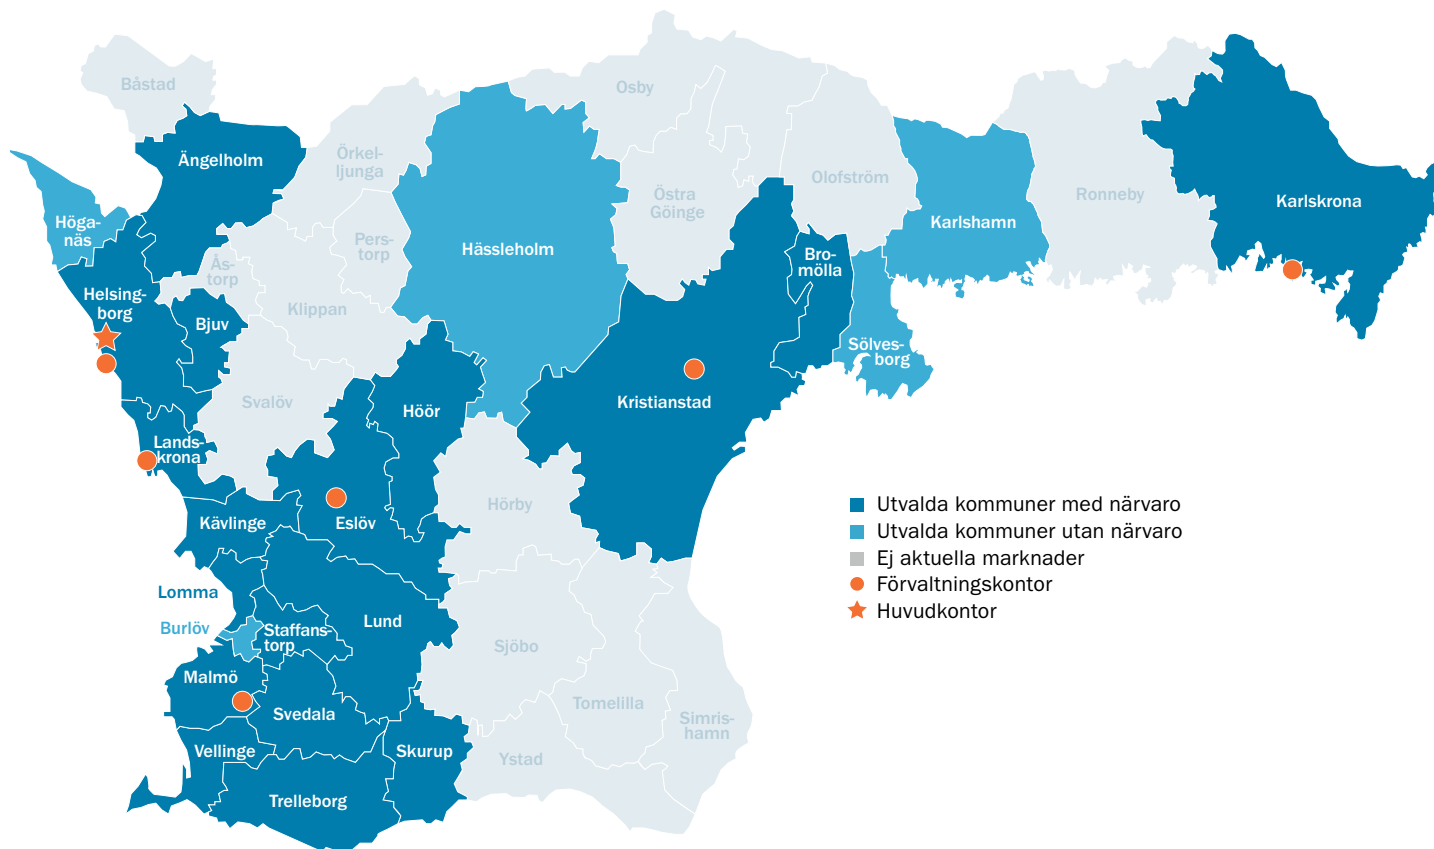 Båstad
Osby
Ängelholm
Örkel-
ljunga
Östra
Göinge
Olofström
Ronneby
Karlskrona
Höga-
näs
Pers-
torp
Hässleholm
Karlshamn
Ås-
torp
Bro-
mölla
Helsing-
borg
Klippan
Bjuv
Sölves-
borg
Svalöv
Höör
Kristianstad
Lands-
krona
Hörby
Kävlinge
Eslöv
Utvalda kommuner med närvaro
Utvalda kommuner utan närvaro
Ej aktuella marknader
Förvaltningskontor
Huvudkontor
Lomma
Burlöv
Staffans-
torp
Lund
Sjöbo
Malmö
Svedala
Tomelilla
Simris-
hamn
Vellinge
Skurup
Ystad
Trelleborg